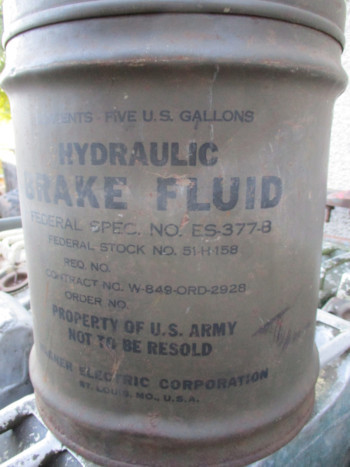 CONTENTS - FIVE U.S. GALLONS
HYDRAULIC
BRAKE FLUID
FEDERAL SPEC. NO. ES-377-B
FEDERAL STOCK NO. 51-H-158
REQ. NO.
CONTRACT NO. W-849-ORD-2928
ORDER NO.
PROPERTY OF U.S. ARMY
NOT TO BE RESOLD
ELECTRIC CORPORATION
ST. LOUIS, MO., U.S.A.